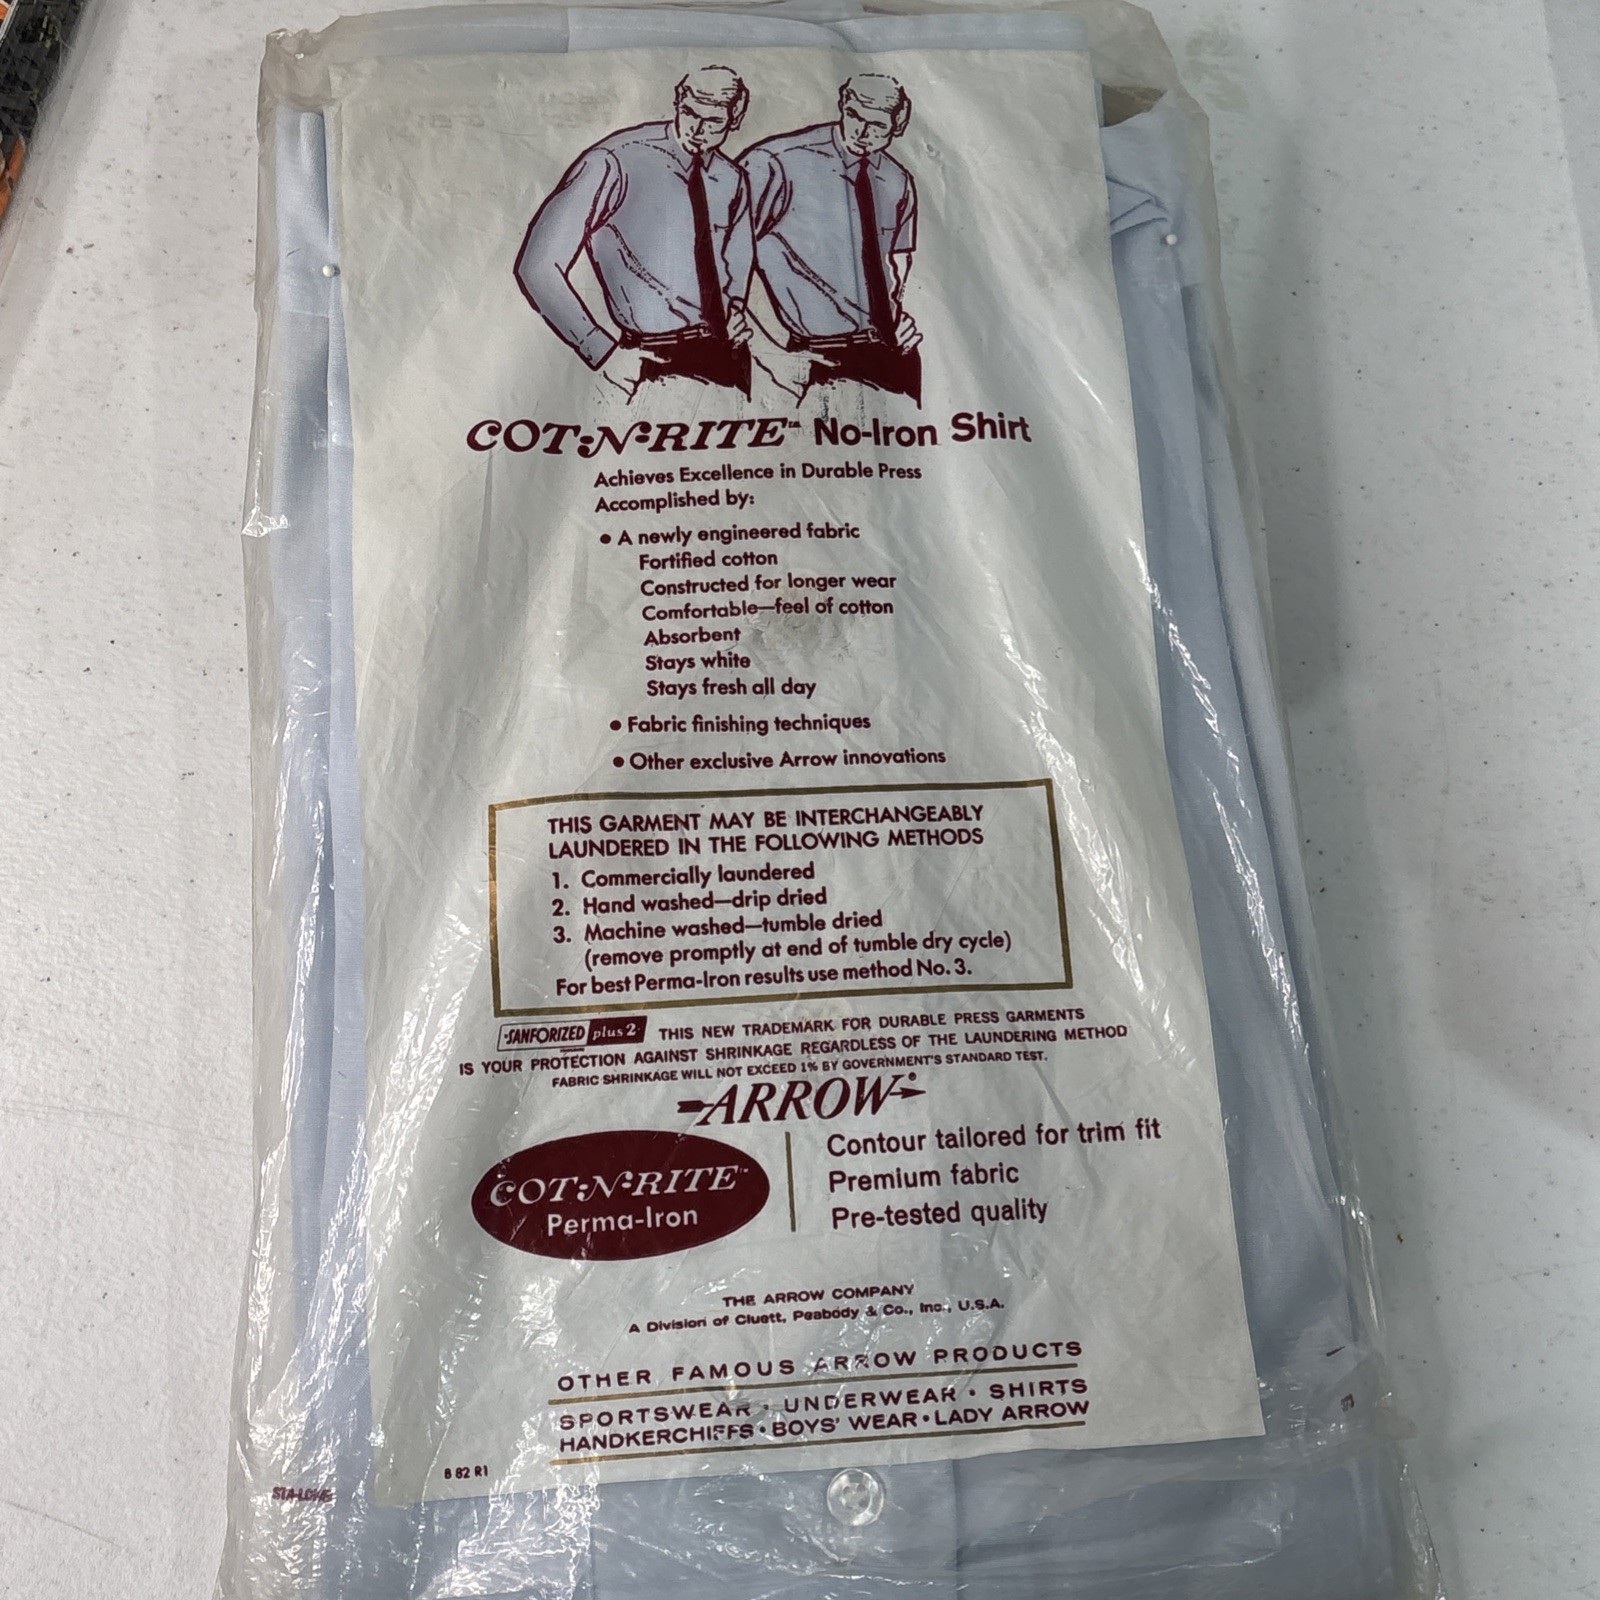 COT·N·RITE™ No-Iron Shirt
Achieves Excellence in Durable Press
Accomplished by:
• A newly engineered fabric
Fortified cotton
Constructed for longer wear
Comfortable—feel of cotton
Absorbent
Stays white
Stays fresh all day
• Fabric finishing techniques
• Other exclusive Arrow innovations
THIS GARMENT MAY BE INTERCHANGEABLY
LAUNDERED IN THE FOLLOWING METHODS
1. Commercially laundered
2. Hand washed—drip dried
3. Machine washed—tumble dried
(remove promptly at end of tumble dry cycle)
For best Perma-Iron results use method No. 3.
SANFORIZED plus 2 THIS NEW TRADEMARK FOR DURABLE PRESS GARMENTS
IS YOUR PROTECTION AGAINST SHRINKAGE REGARDLESS OF THE LAUNDERING METHOD
FABRIC SHRINKAGE WILL NOT EXCEED 1% BY GOVERNMENT'S STANDARD TEST.
ARROW®
COT·N·RITE™
Perma-Iron
Contour tailored for trim fit
Premium fabric
Pre-tested quality
THE ARROW COMPANY
A Division of Cluett, Peabody & Co., Inc., U.S.A.
OTHER FAMOUS ARROW PRODUCTS
SPORTSWEAR · UNDERWEAR · SHIRTS
HANDKERCHIEFS · BOYS' WEAR · LADY ARROW
B 82 R1